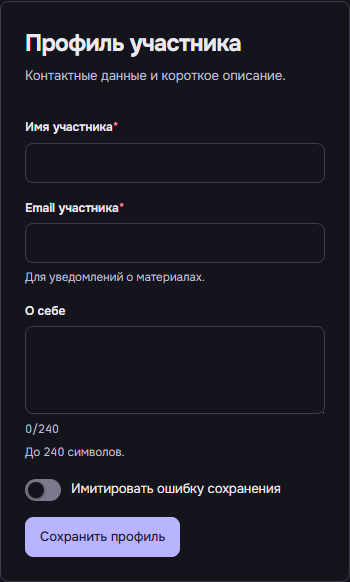 Профиль участника
Контактные данные и короткое описание.
Имя участника*
Email участника*
Для уведомлений о материалах.
О себе
0/240
До 240 символов.
Имитировать ошибку сохранения
Сохранить профиль